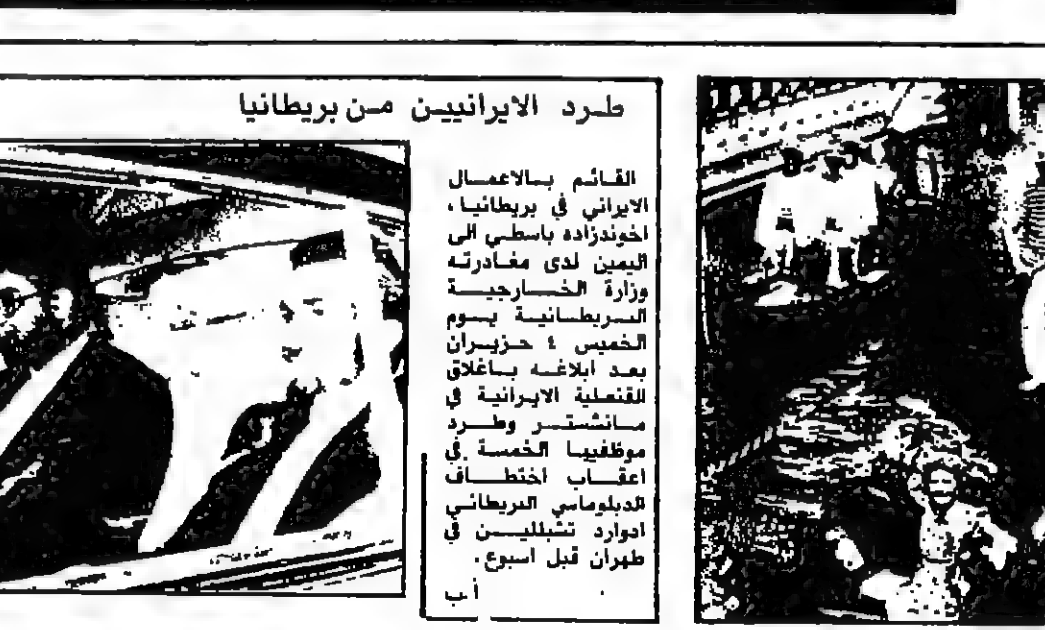 طرد الايرانيين من بريطانيا
القائم بالاعمال
الايراني في بريطانيا،
اخوندزاده باسطي الى
اليمين لدى مغادرته
وزارة الخارجية
البريطانية يوم
الخميس ٤ حزيران
بعد ابلاغه باغلاق
القنصلية الايرانية في
مانشستر وطرد
موظفيها الخمسة في
اعقاب اختطاف
الدبلوماسي البريطاني
ادوارد تشبلليين في
طهران قبل اسبوع.
أ.ب